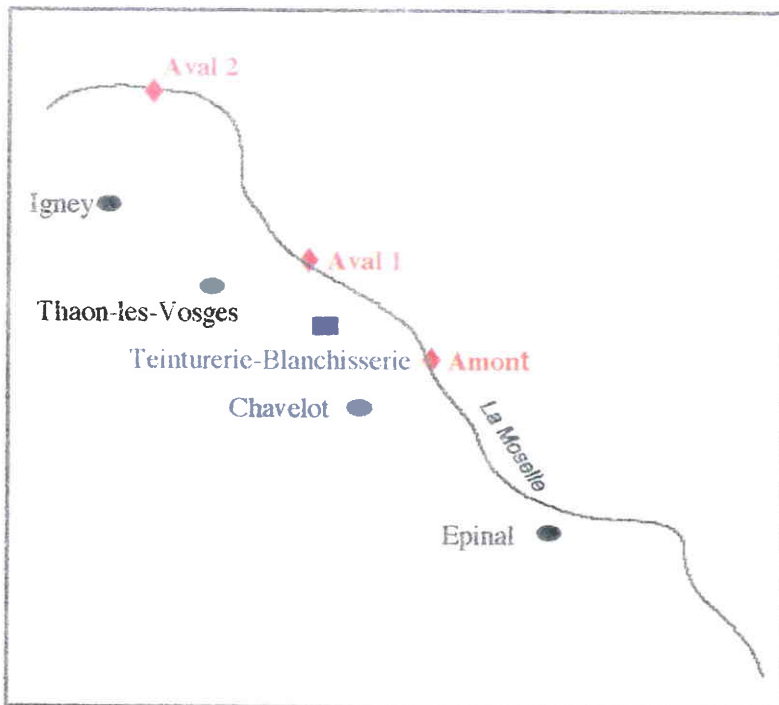 Aval 2
Igney
Aval 1
Thaon-les-Vosges
Teinturerie-Blanchisserie
Amont
Chavelot
La Moselle
Epinal